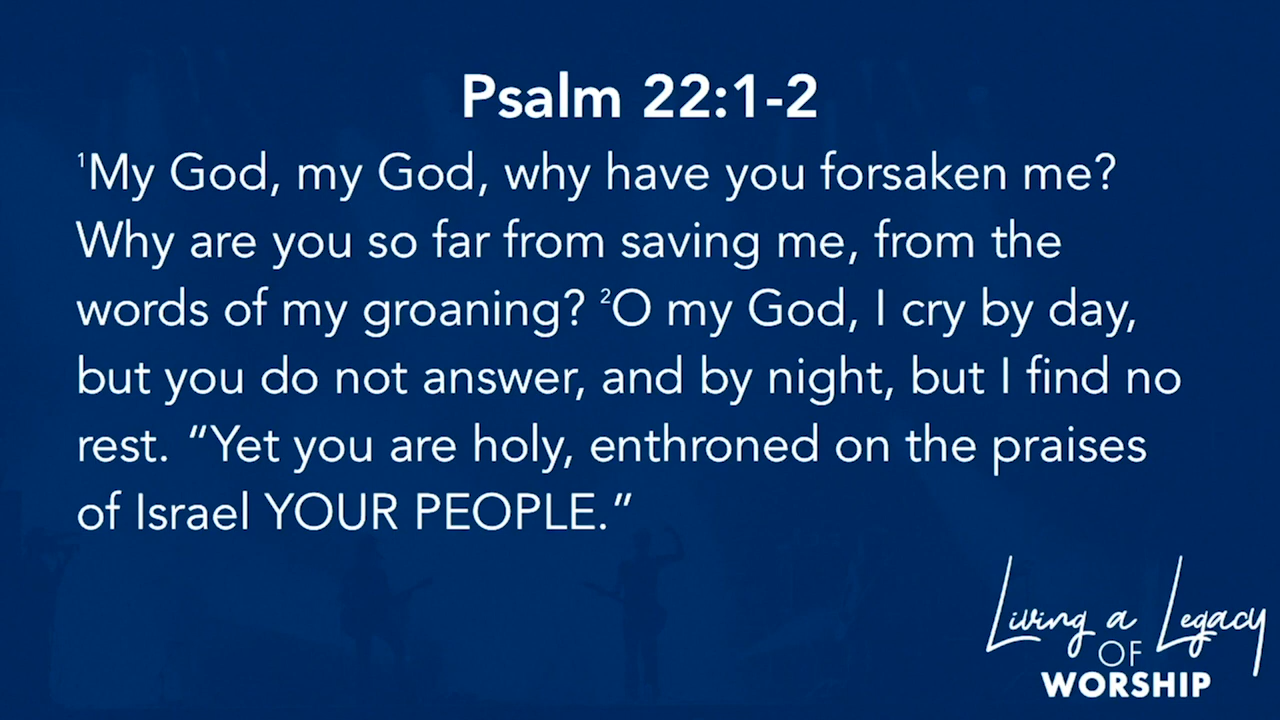 Psalm 22:1-2
¹My God, my God, why have you forsaken me?
Why are you so far from saving me, from the
words of my groaning? ²O my God, I cry by day,
but you do not answer, and by night, but I find no
rest. “Yet you are holy, enthroned on the praises
of Israel YOUR PEOPLE.”
Living a Legacy
OF
WORSHIP